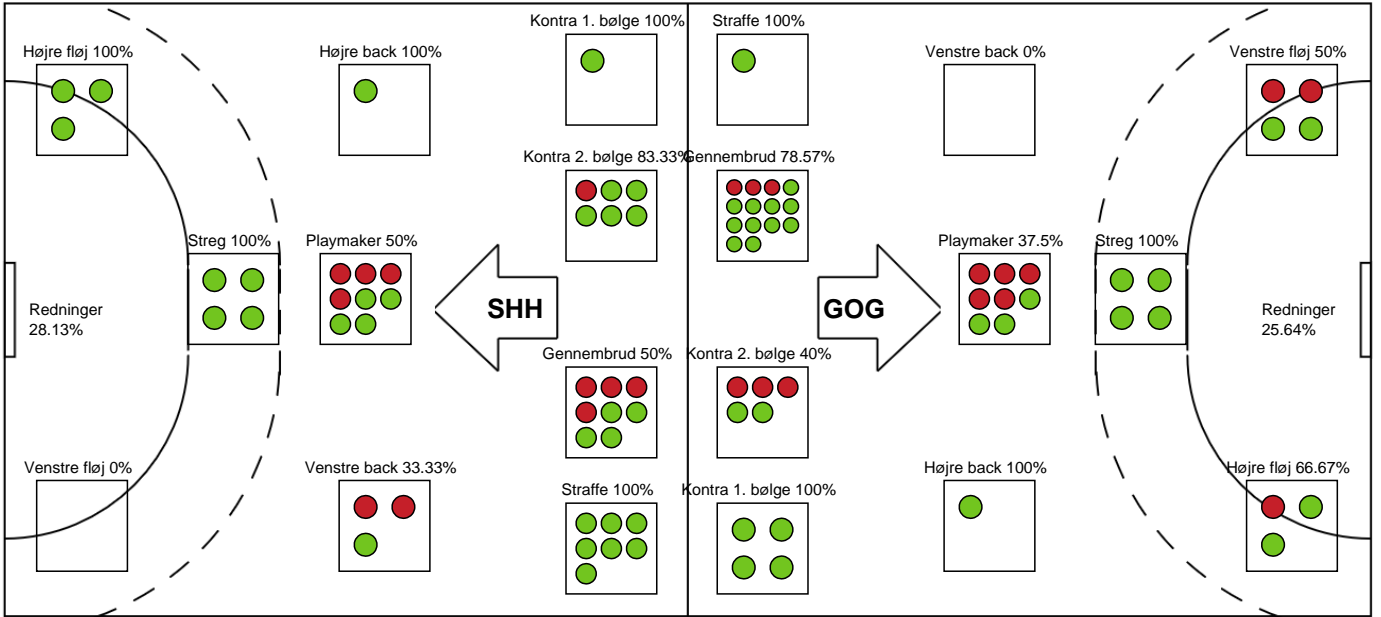 Kontra 1. bølge 100%
Straffe 100%
Højre fløj 100%
Højre back 100%
Venstre back 0%
Venstre fløj 50%
Kontra 2. bølge 83.33%
Gennembrud 78.57%
Streg 100%
Playmaker 50%
Playmaker 37.5%
Streg 100%
Redninger
28.13%
SHH
GOG
Redninger
25.64%
Gennembrud 50%
Kontra 2. bølge 40%
Venstre fløj 0%
Venstre back 33.33%
Højre back 100%
Højre fløj 66.67%
Straffe 100%
Kontra 1. bølge 100%